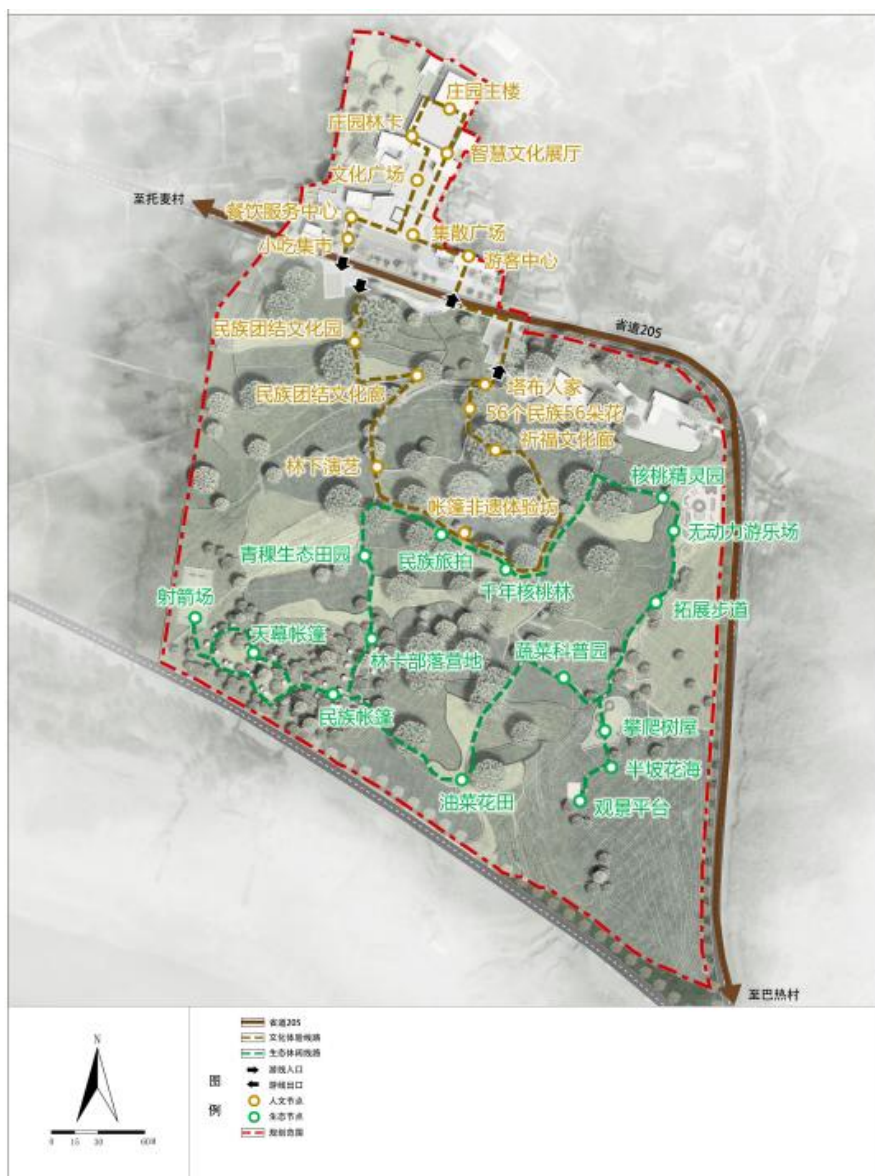 庄园主楼
庄园林卡
智慧文化展厅
文化广场
至托麦村
餐饮服务中心
集散广场
小吃集市
游客中心
省道205
民族团结文化园
民族团结文化廊
塔布人家
56个民族56朵花
祈福文化廊
林下演艺
核桃精灵园
帐篷非遗体验坊
无动力游乐场
青稞生态田园
民族旅拍
千年核桃林
射箭场
拓展步道
天幕帐篷
林卡部落营地
蔬菜科普园
民族帐篷
攀爬树屋
半坡花海
油菜花田
观景平台
至巴热村
N
0 15 30 60M
图例
省道205
文化体验线路
生态休闲线路
游线入口
游线出口
人文节点
生态节点
规划范围